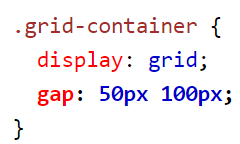 .grid-container {
  display: grid;
  gap: 50px 100px;
}